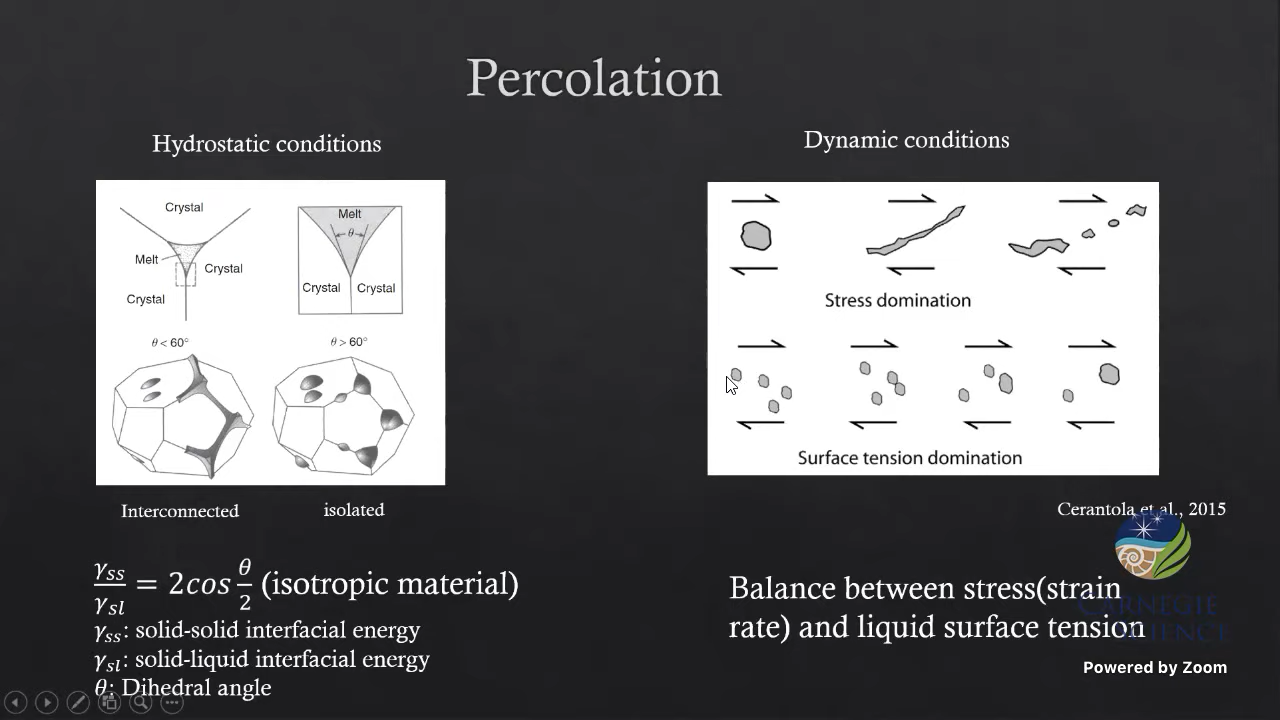 Percolation
Hydrostatic conditions
Crystal
Melt
Crystal
Crystal
Melt
θ
Crystal
Crystal
θ < 60°
θ > 60°
Interconnected
isolated
γss/γsl = 2cos θ/2 (isotropic material)
γss: solid-solid interfacial energy
γsl: solid-liquid interfacial energy
θ: Dihedral angle
Dynamic conditions
Stress domination
Surface tension domination
Cerantola et al., 2015
Balance between stress(strain
rate) and liquid surface tension
CARNEGIE
SCIENCE
Powered by Zoom